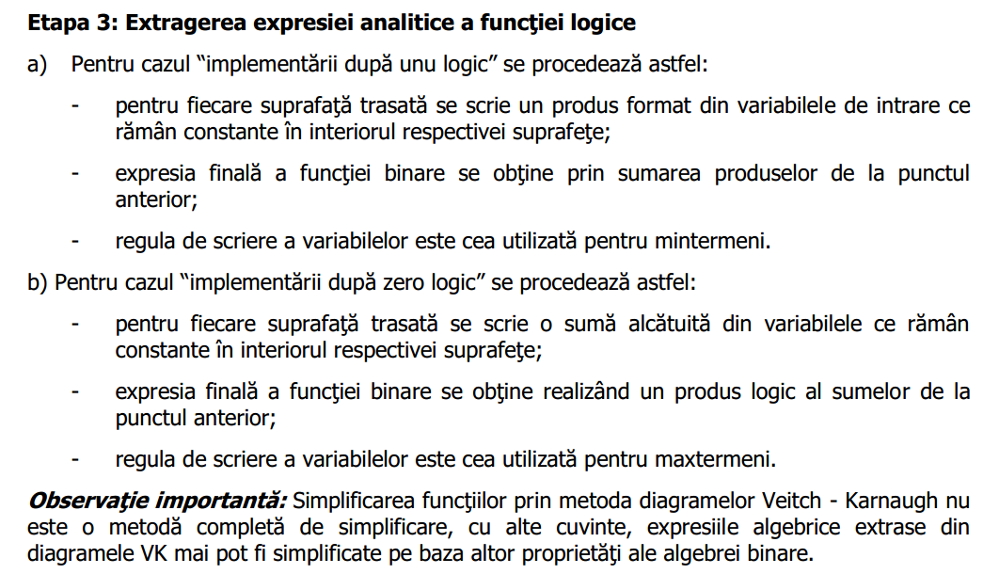 Etapa 3: Extragerea expresiei analitice a funcţiei logice
a) Pentru cazul “implementării după unu logic” se procedează astfel:
- pentru fiecare suprafaţă trasată se scrie un produs format din variabilele de intrare ce
rămân constante în interiorul respectivei suprafeţe;
- expresia finală a funcţiei binare se obţine prin sumarea produselor de la punctul
anterior;
- regula de scriere a variabilelor este cea utilizată pentru mintermeni.
b) Pentru cazul “implementării după zero logic” se procedează astfel:
- pentru fiecare suprafaţă trasată se scrie o sumă alcătuită din variabilele ce rămân
constante în interiorul respectivei suprafeţe;
- expresia finală a funcţiei binare se obţine realizând un produs logic al sumelor de la
punctul anterior;
- regula de scriere a variabilelor este cea utilizată pentru maxtermeni.
Observaţie importantă: Simplificarea funcţiilor prin metoda diagramelor Veitch - Karnaugh nu
este o metodă completă de simplificare, cu alte cuvinte, expresiile algebrice extrase din
diagramele VK mai pot fi simplificate pe baza altor proprietăţi ale algebrei binare.